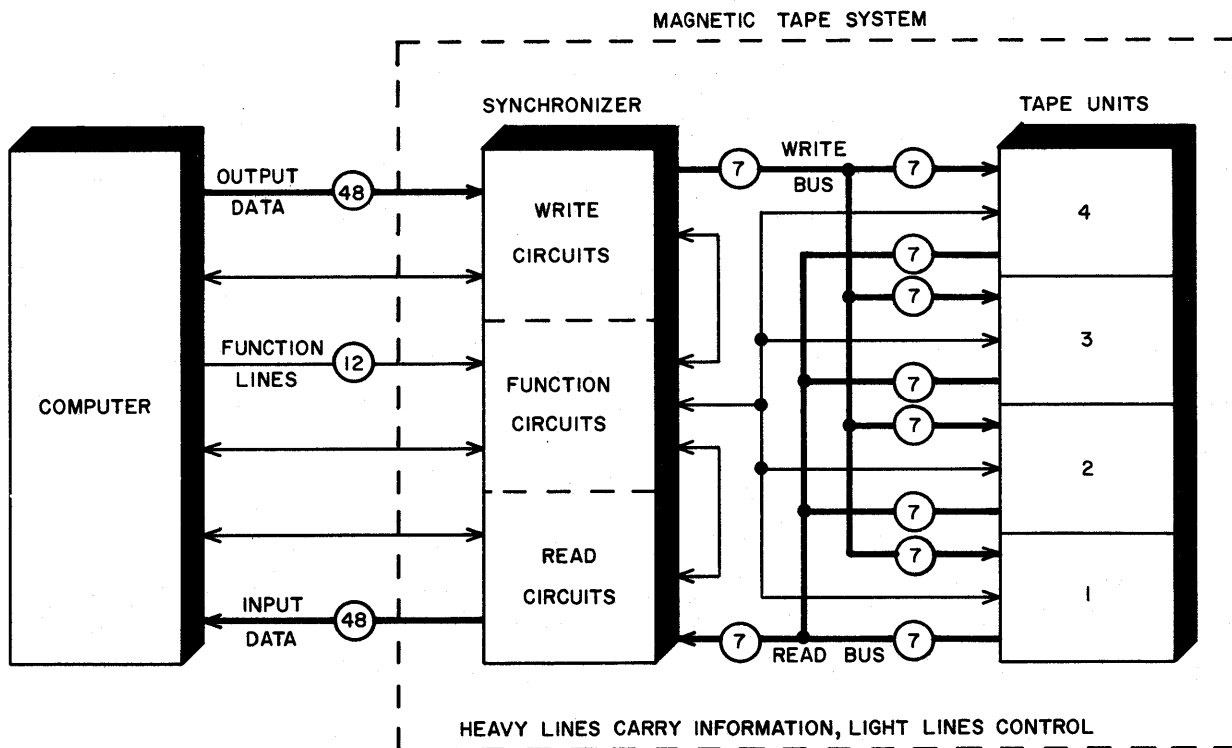 MAGNETIC TAPE SYSTEM
SYNCHRONIZER
TAPE UNITS
COMPUTER
OUTPUT
DATA
48
FUNCTION
LINES
12
INPUT
DATA
48
WRITE
CIRCUITS
FUNCTION
CIRCUITS
READ
CIRCUITS
7
WRITE
BUS
7
7
7
7
7
7
7
7
READ BUS
7
4
3
2
1
HEAVY LINES CARRY INFORMATION, LIGHT LINES CONTROL